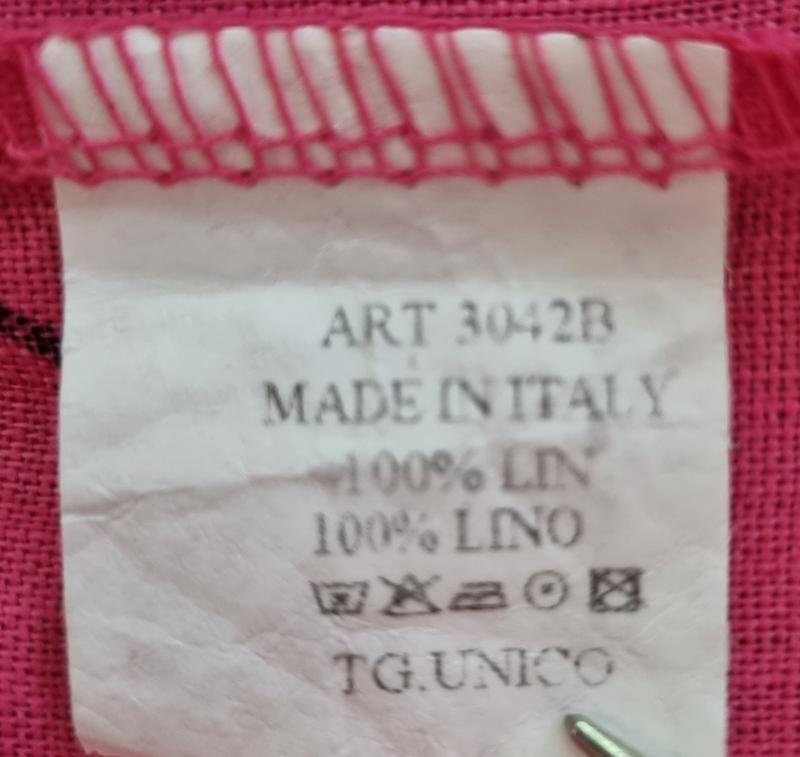 ART 3042B
MADE IN ITALY
100% LIN
100% LINO
TG.UNICO